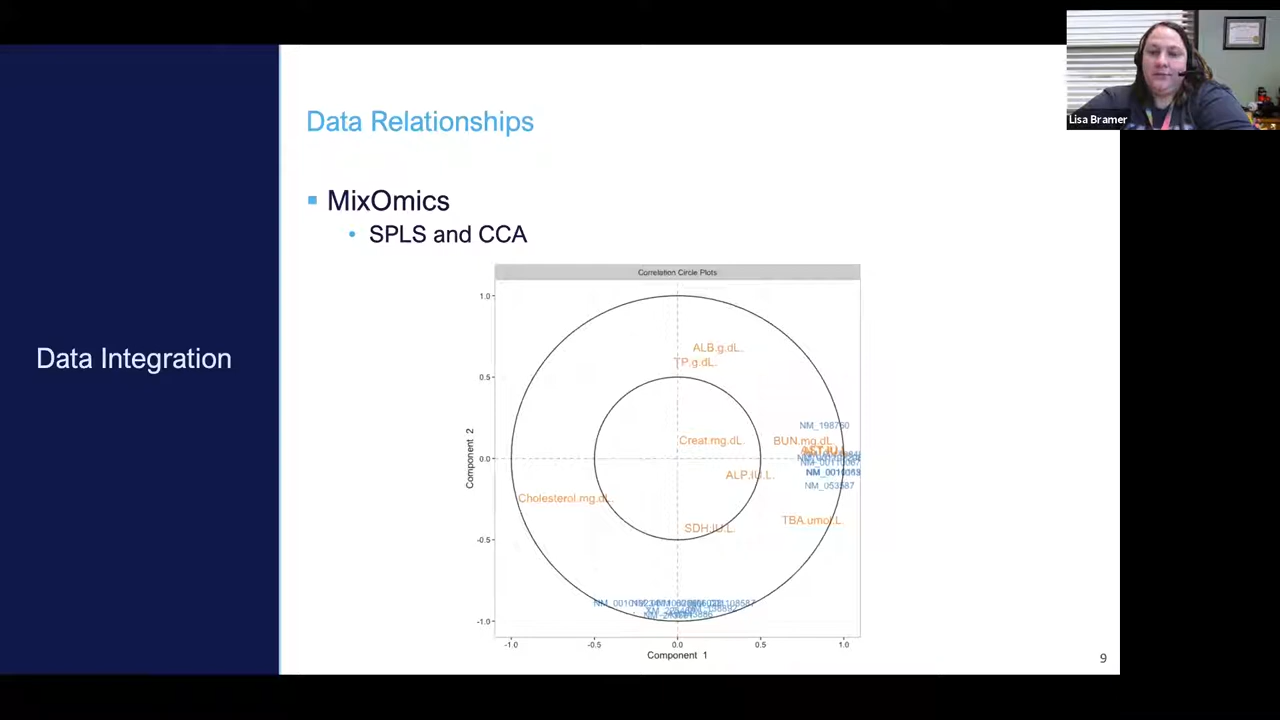 Lisa Bramer
Data Relationships
MixOmics
SPLS and CCA
Data Integration
Correlation Circle Plots
1.0
ALB.g.dL.
TP.g.dL.
0.5
NM_198760
Creat.mg.dL.
BUN.mg.dL.
0.0
NM_053587
ALP.IU.L.
Cholesterol.mg.dL.
TBA.umol.L.
SDH.IU.L.
-0.5
-1.0
Component 2
-1.0 -0.5 0.0 0.5 1.0
Component 1
9